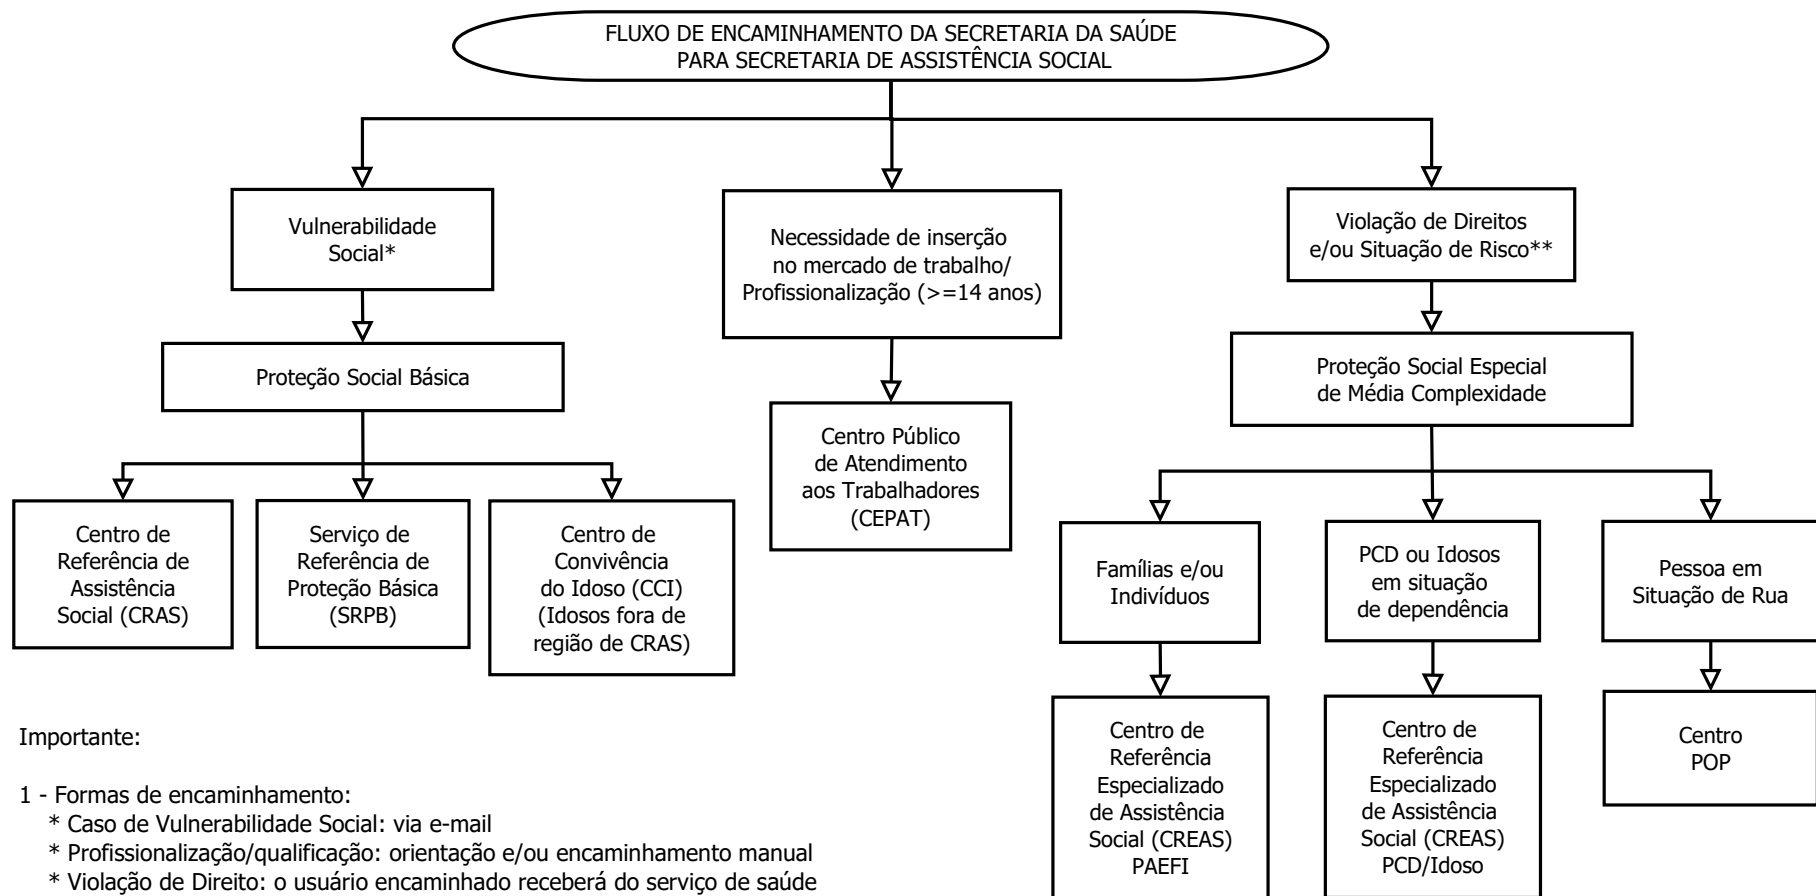 FLUXO DE ENCAMINHAMENTO DA SECRETARIA DA SAÚDE
PARA SECRETARIA DE ASSISTÊNCIA SOCIAL
Vulnerabilidade
Social*
Necessidade de inserção
no mercado de trabalho/
Profissionalização (>=14 anos)
Violação de Direitos
e/ou Situação de Risco**
Proteção Social Básica
Proteção Social Especial
de Média Complexidade
Centro Público
de Atendimento
aos Trabalhadores
(CEPAT)
Centro de
Referência de
Assistência
Social (CRAS)
Serviço de
Referência de
Proteção Básica
(SRPB)
Centro de
Convivência
do Idoso (CCI)
(Idosos fora de
região de CRAS)
Famílias e/ou
Indivíduos
PCD ou Idosos
em situação
de dependência
Pessoa em
Situação de Rua
Centro de
Referência
Especializado
de Assistência
Social (CREAS)
PAEFI
Centro de
Referência
Especializado
de Assistência
Social (CREAS)
PCD/Idoso
Centro
POP
Importante:
1 - Formas de encaminhamento:
* Caso de Vulnerabilidade Social: via e-mail
* Profissionalização/qualificação: orientação e/ou encaminhamento manual
* Violação de Direito: o usuário encaminhado receberá do serviço de saúde